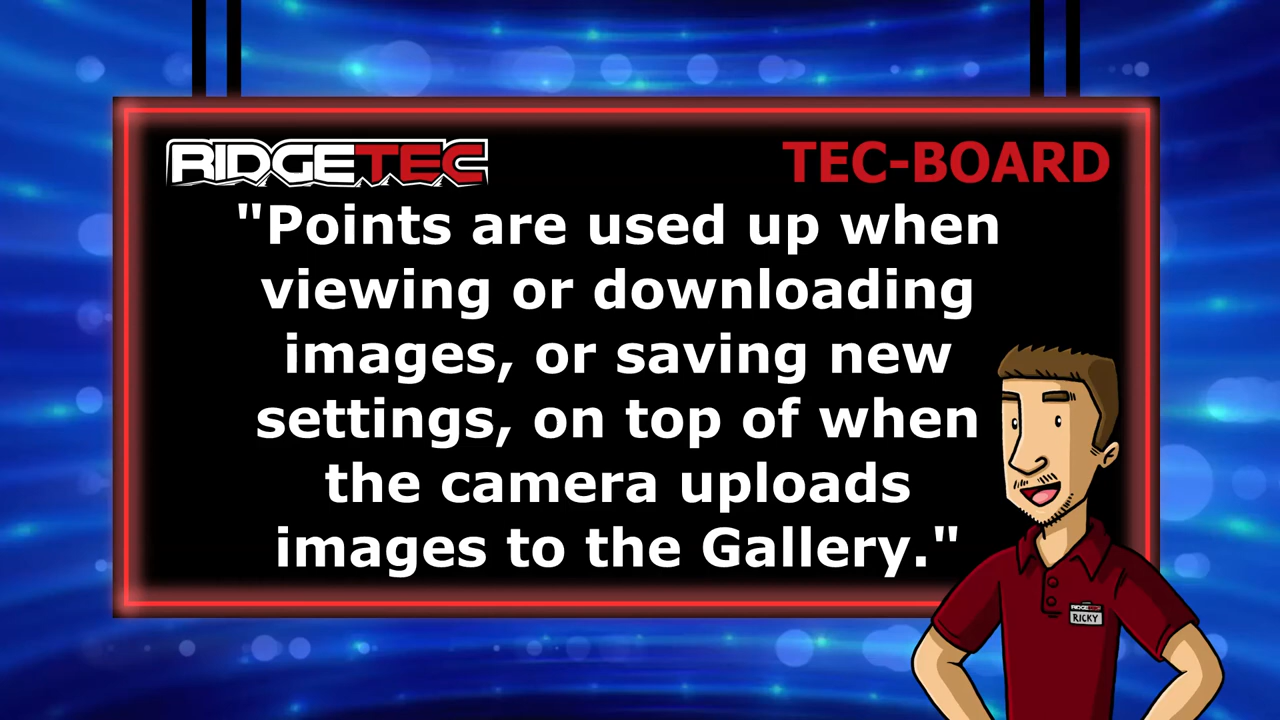 RIDGETEC
TEC-BOARD
"Points are used up when
viewing or downloading
images, or saving new
settings, on top of when
the camera uploads
images to the Gallery."
RIDGETEC
RICKY